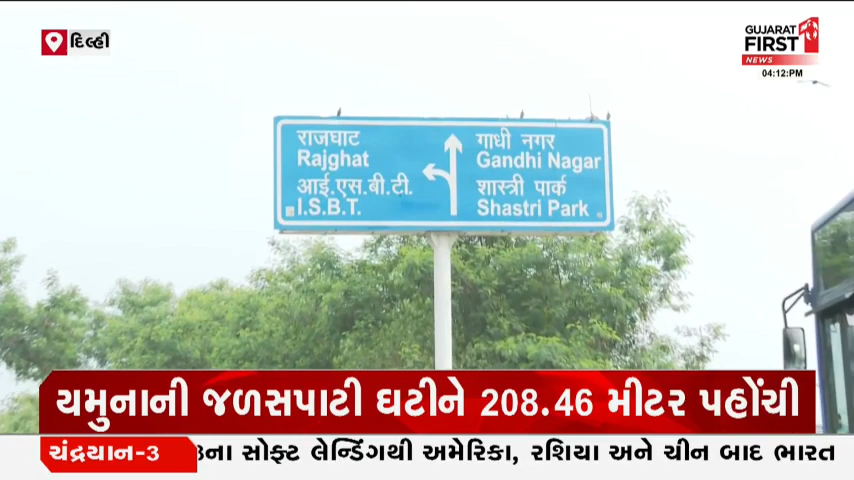 દિલ્હી
GUJARAT
FIRST
NEWS
04:12:PM
राजघाट
Rajghat
आई.एस.बी.टी.
I.S.B.T.
गाधी नगर
Gandhi Nagar
शास्त्री पार्क
Shastri Park
યમુનાની જળસપાટી ઘટીને 208.46 મીટર પહોંચી
ચંદ્રયાન-3
3ના સોફ્ટ લેન્ડિંગથી અમેરિકા, રશિયા અને ચીન બાદ ભારત